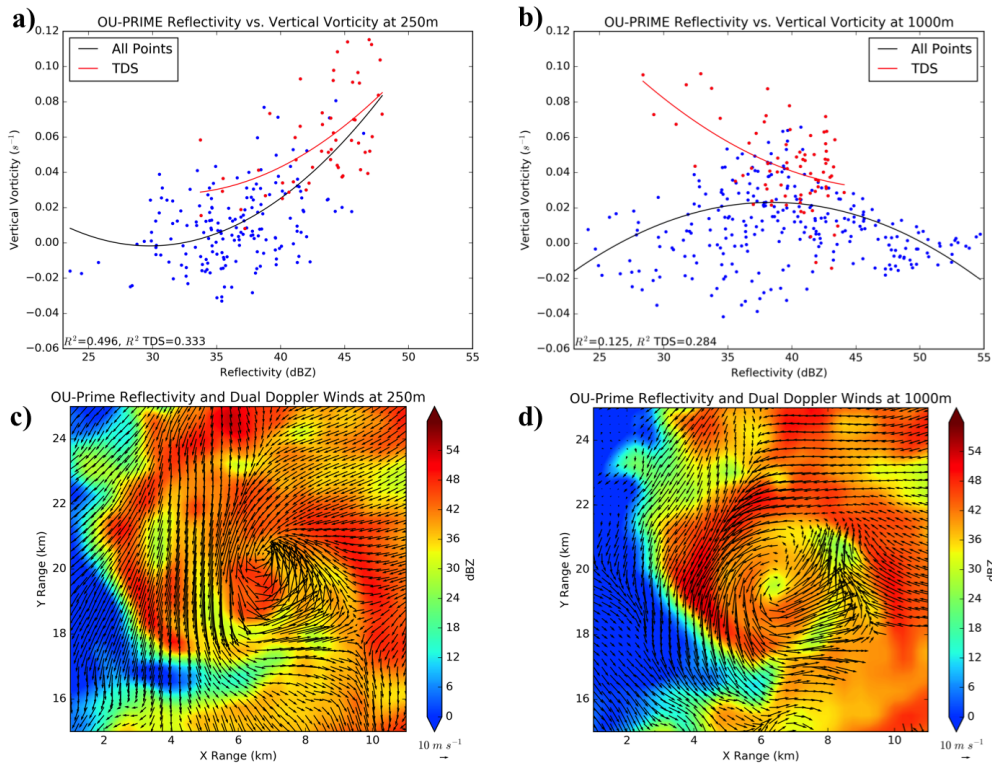 a)
OU-PRIME Reflectivity vs. Vertical Vorticity at 250m
0.12
0.10
0.08
0.06
0.04
0.02
0.00
−0.02
−0.04
−0.06
Vertical Vorticity (s⁻¹)
All Points
TDS
R²=0.496, R² TDS=0.333
25 30 35 40 45 50 55
Reflectivity (dBZ)
b)
OU-PRIME Reflectivity vs. Vertical Vorticity at 1000m
0.12
0.10
0.08
0.06
0.04
0.02
0.00
−0.02
−0.04
−0.06
Vertical Vorticity (s⁻¹)
All Points
TDS
R²=0.125, R² TDS=0.284
25 30 35 40 45 50 55
Reflectivity (dBZ)
c)
OU-Prime Reflectivity and Dual Doppler Winds at 250m
24
22
20
18
16
Y Range (km)
2 4 6 8 10
X Range (km)
54
48
42
36
30
24
18
12
6
0
dBZ
10 m s⁻¹
d)
OU-Prime Reflectivity and Dual Doppler Winds at 1000m
24
22
20
18
16
Y Range (km)
2 4 6 8 10
X Range (km)
54
48
42
36
30
24
18
12
6
0
dBZ
10 m s⁻¹